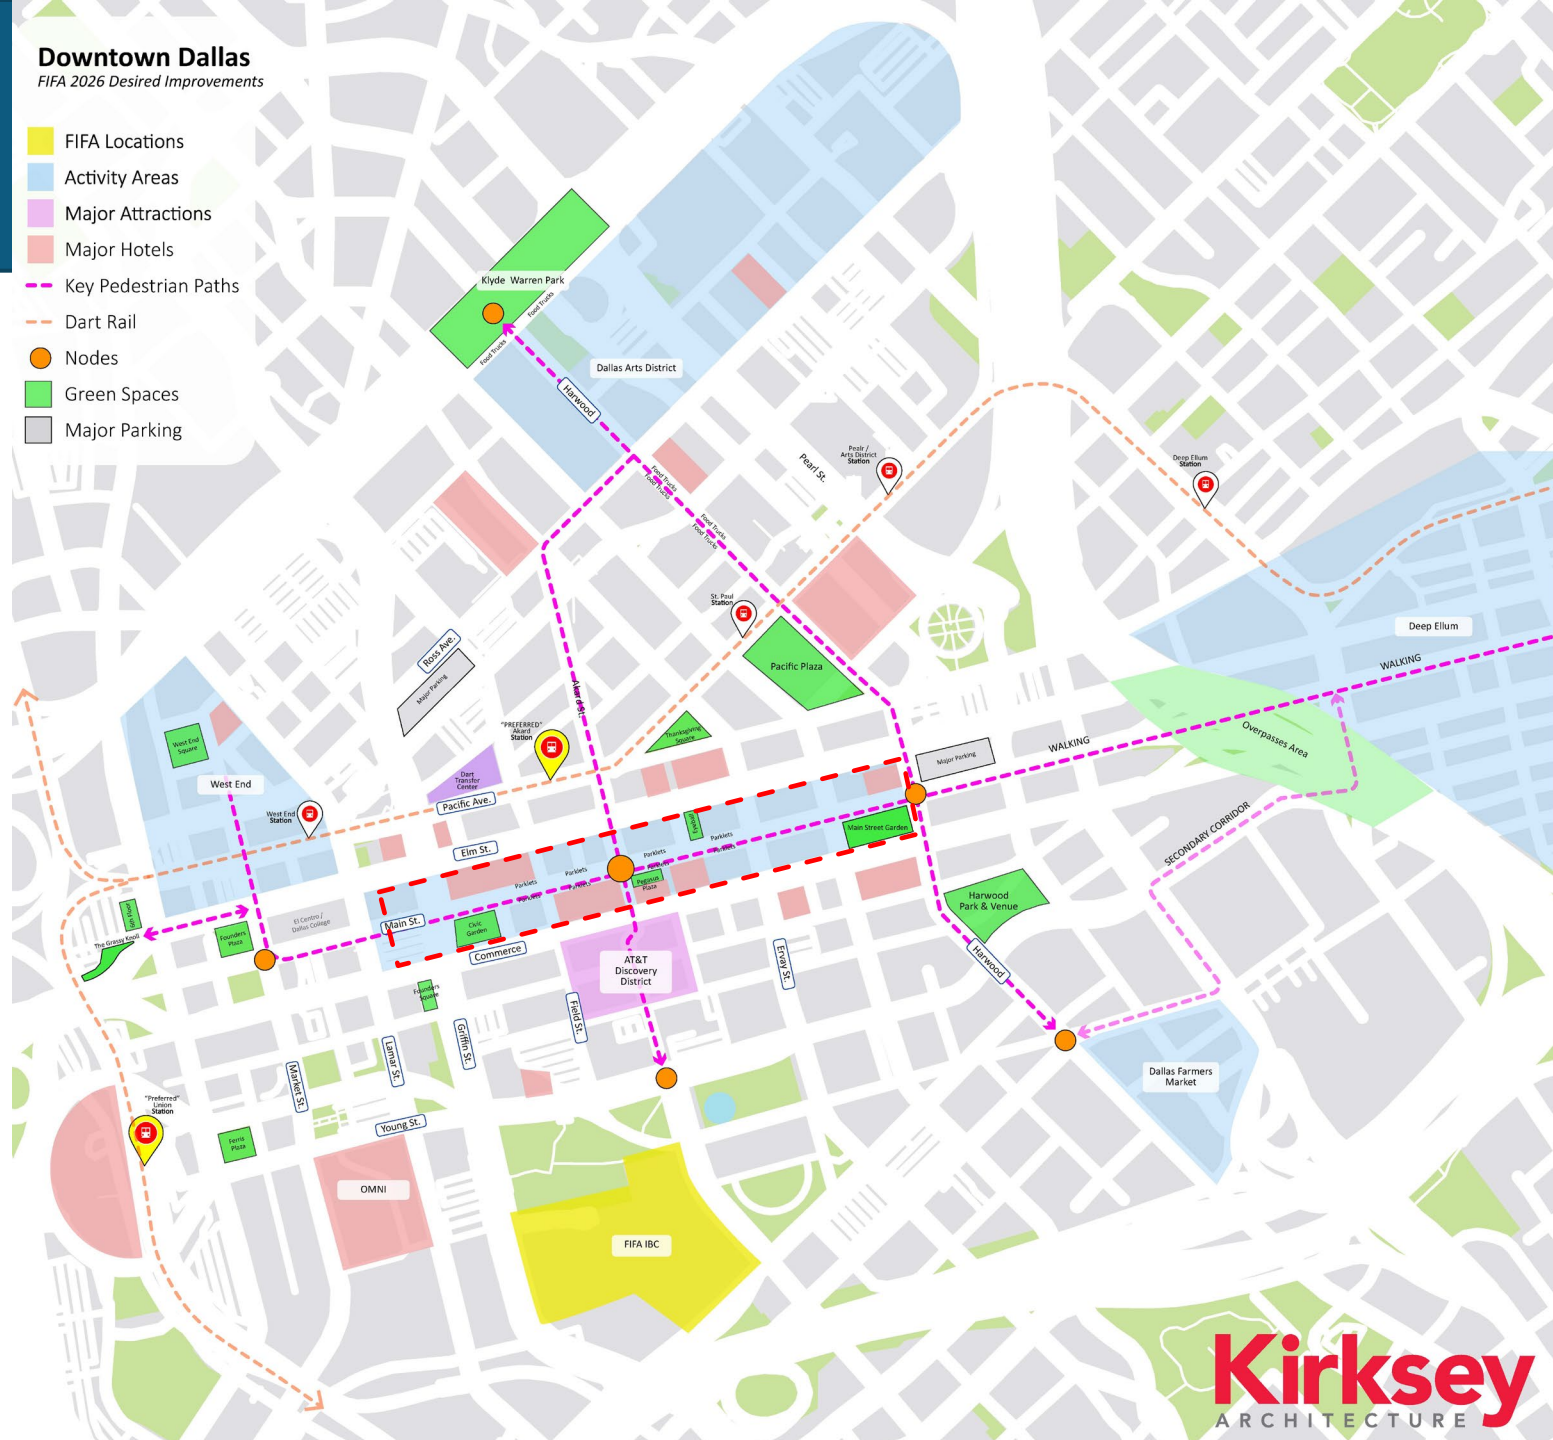 Downtown Dallas
FIFA 2026 Desired Improvements
FIFA Locations
Activity Areas
Major Attractions
Major Hotels
Key Pedestrian Paths
Dart Rail
Nodes
Green Spaces
Major Parking
Klyde Warren Park
Food Trucks
Food Trucks
Dallas Arts District
Harwood
Food Trucks
Food Trucks
Pearl St.
Pealr /
Arts District
Station
Deep Ellum
Station
Food Trucks
Food Trucks
St. Paul
Station
Deep Ellum
Ross Ave.
Major Parking
Pacific Plaza
WALKING
Akard St.
"PREFERRED"
Akard
Station
Thanksgiving
Square
West End
Square
Overpasses Area
WALKING
Major Parking
West End
Dart
Transfer
Center
Pacific Ave.
West End
Station
Elm St.
Parklets
Parklets
Main Street Garden
SECONDARY CORRIDOR
Parklets
Parklets
Parklets
Parklets
Parklets
Parklets
Pegasus
Plaza
Harwood
Park & Venue
El Centro /
Dallas College
Main St.
Civic
Garden
Commerce
The Grassy Knoll
Founders
Plaza
AT&T
Discovery
District
Ervay St.
Harwood
Founders
Square
Field St.
Griffin St.
Lamar St.
Market St.
Dallas Farmers
Market
"Preferred"
Union
Station
Young St.
Ferris
Plaza
OMNI
FIFA IBC
Kirksey
ARCHITECTURE